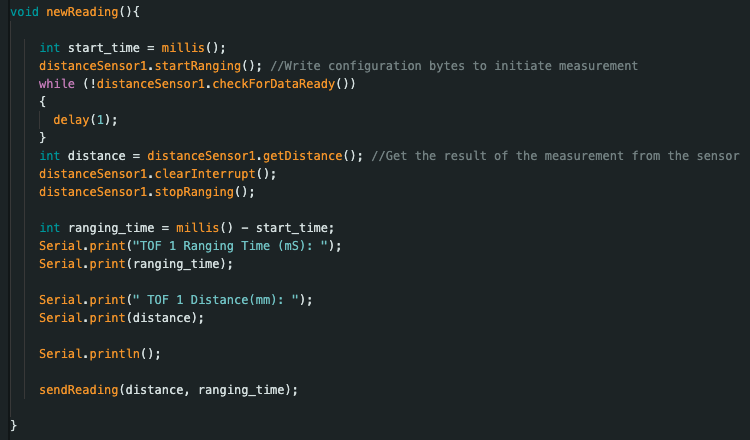 void newReading(){
int start_time = millis();
distanceSensor1.startRanging(); //Write configuration bytes to initiate measurement
while (!distanceSensor1.checkForDataReady())
{
delay(1);
}
int distance = distanceSensor1.getDistance(); //Get the result of the measurement from the sensor
distanceSensor1.clearInterrupt();
distanceSensor1.stopRanging();
int ranging_time = millis() - start_time;
Serial.print("TOF 1 Ranging Time (mS): ");
Serial.print(ranging_time);
Serial.print(" TOF 1 Distance(mm): ");
Serial.print(distance);
Serial.println();
sendReading(distance, ranging_time);
}